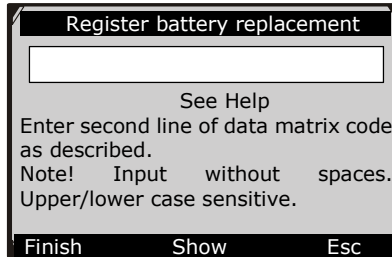 Register battery replacement
See Help
Enter second line of data matrix code
as described.
Note! Input without spaces.
Upper/lower case sensitive.
Finish Show Esc